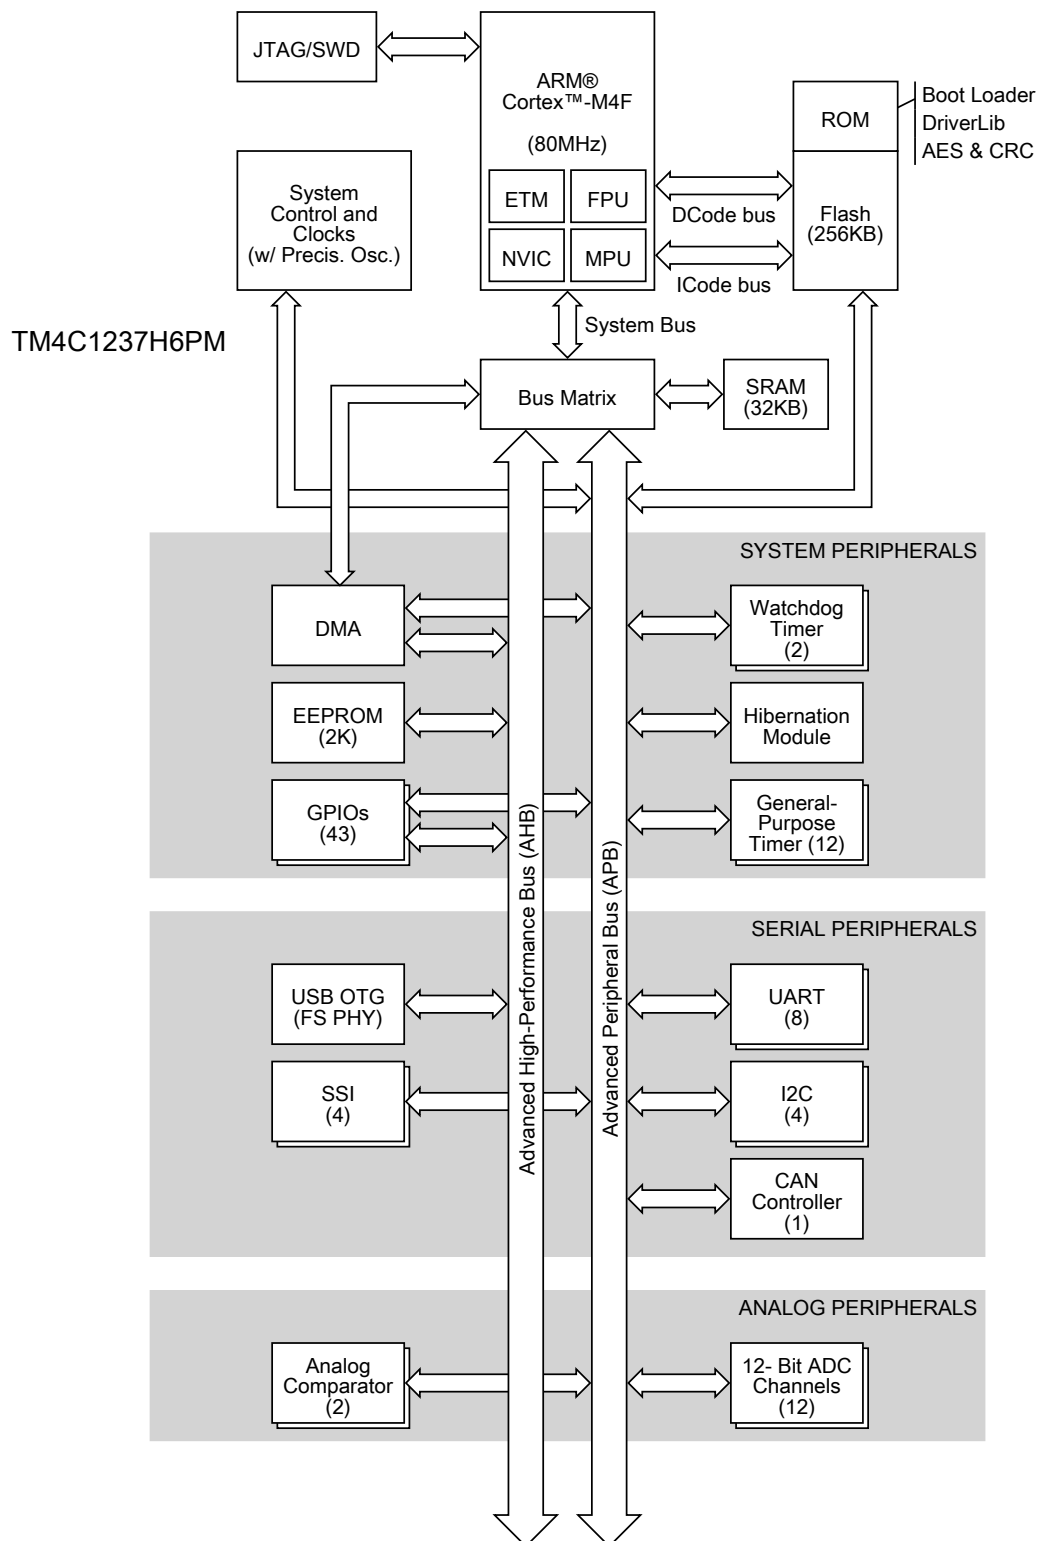 JTAG/SWD
ARM®
Cortex™-M4F
(80MHz)
ETM
FPU
NVIC
MPU
ROM
Boot Loader
DriverLib
AES & CRC
Flash
(256KB)
DCode bus
ICode bus
System
Control and
Clocks
(w/ Precis. Osc.)
TM4C1237H6PM
System Bus
Bus Matrix
SRAM
(32KB)
SYSTEM PERIPHERALS
DMA
Watchdog
Timer
(2)
EEPROM
(2K)
Hibernation
Module
GPIOs
(43)
General-
Purpose
Timer (12)
Advanced High-Performance Bus (AHB)
Advanced Peripheral Bus (APB)
SERIAL PERIPHERALS
USB OTG
(FS PHY)
UART
(8)
SSI
(4)
I2C
(4)
CAN
Controller
(1)
ANALOG PERIPHERALS
Analog
Comparator
(2)
12- Bit ADC
Channels
(12)